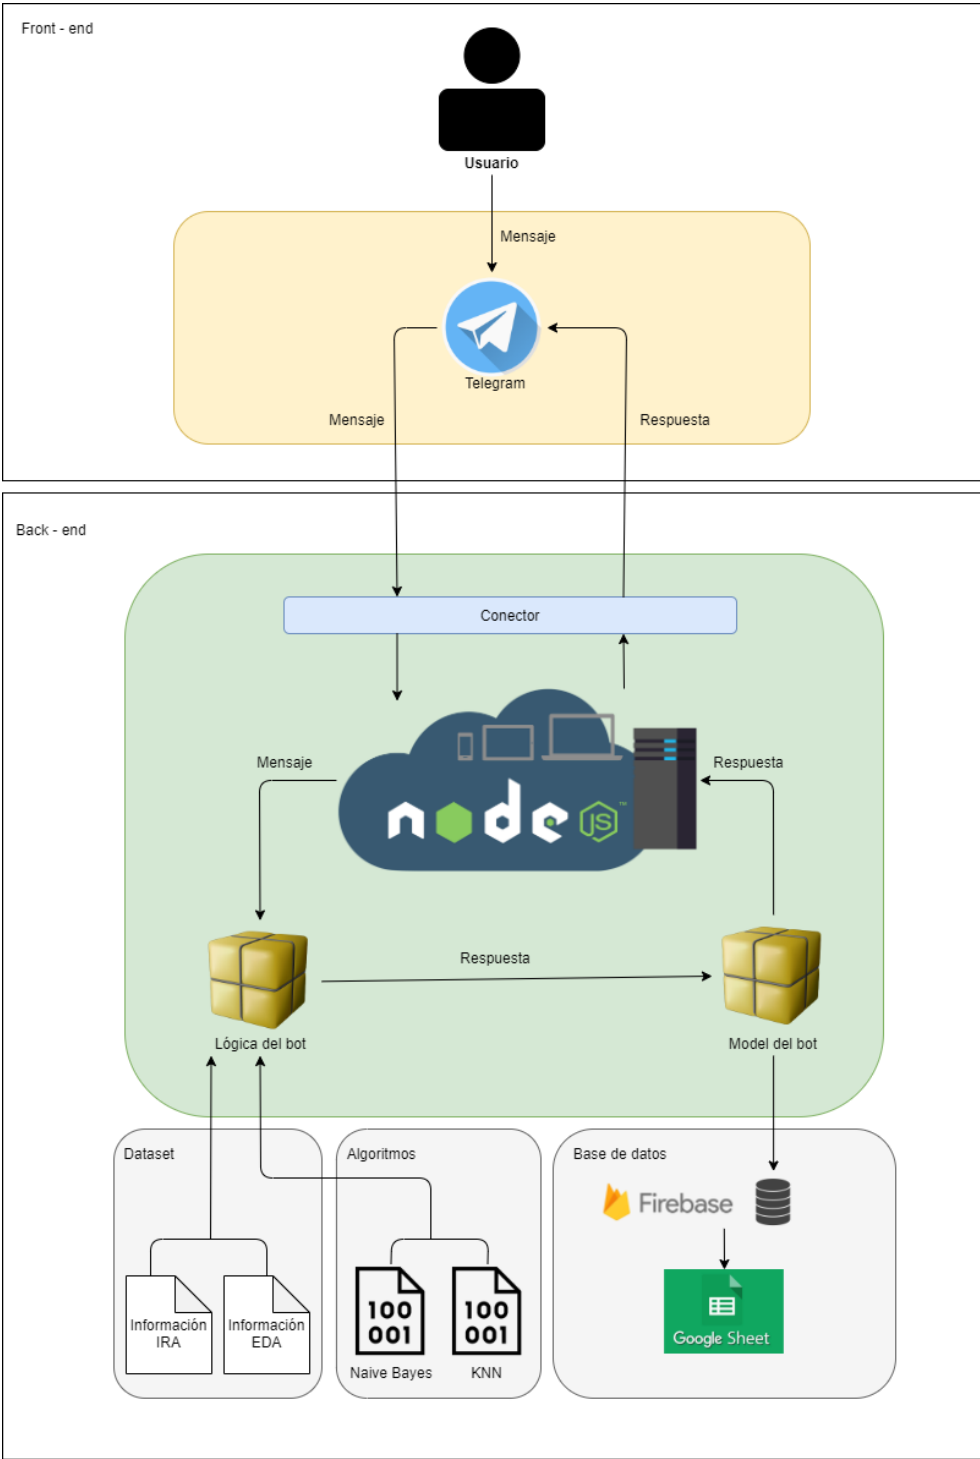 Front - end
Usuario
Mensaje
Telegram
Mensaje
Respuesta
Back - end
Conector
Mensaje
Respuesta
node JS™
Respuesta
Lógica del bot
Model del bot
Dataset
Algoritmos
Base de datos
Firebase
Información
IRA
Información
EDA
100
001
100
001
Naive Bayes
KNN
Google Sheet